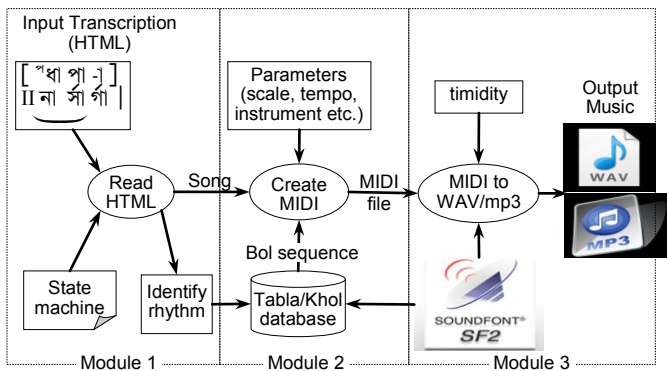 Input Transcription
(HTML)
[ ᵖধা পা -া ]
II না র্সা র্গা |
Parameters
(scale, tempo,
instrument etc.)
timidity
Output
Music
WAV
MP3
Read
HTML
Song
Create
MIDI
MIDI
file
MIDI to
WAV/mp3
Bol sequence
State
machine
Identify
rhythm
Tabla/Khol
database
SOUNDFONT®
SF2
Module 1
Module 2
Module 3